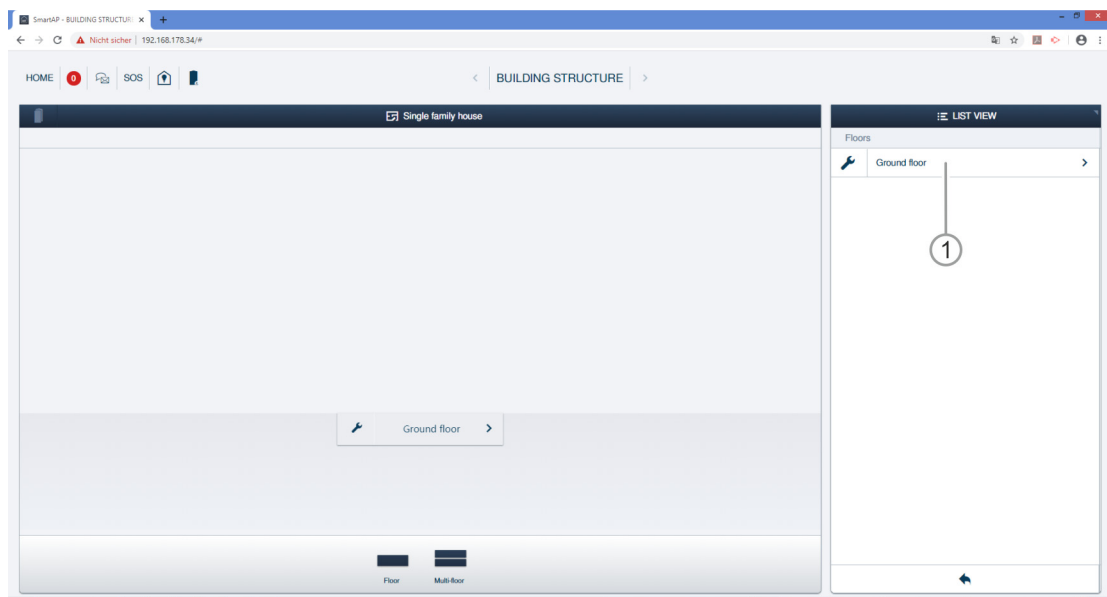 SmartAP - BUILDING STRUCTUR
Nicht sicher | 192.168.178.34/#
HOME 0 SOS < BUILDING STRUCTURE >
Single family house
LIST VIEW
Floors
Ground floor
1
Ground floor
Floor Multi-floor